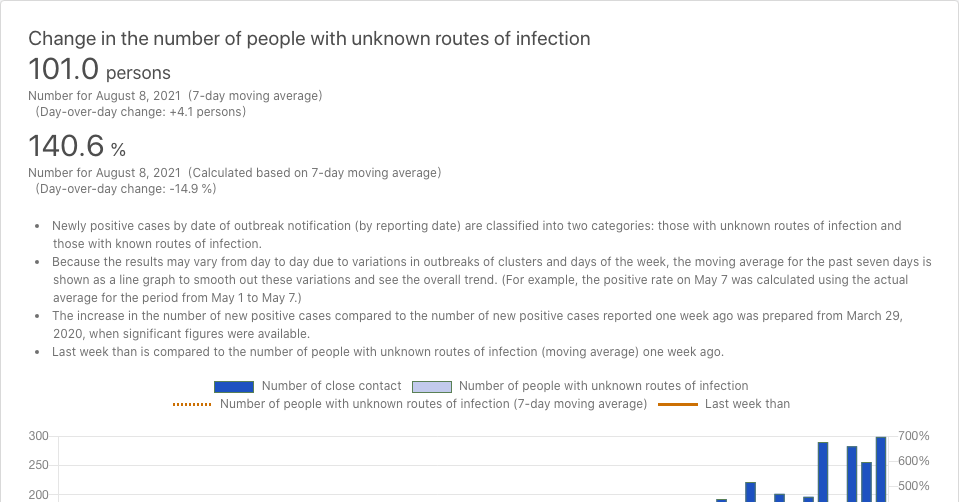 Change in the number of people with unknown routes of infection
101.0 persons
Number for August 8, 2021 (7-day moving average)
(Day-over-day change: +4.1 persons)
140.6 %
Number for August 8, 2021 (Calculated based on 7-day moving average)
(Day-over-day change: -14.9 %)
• Newly positive cases by date of outbreak notification (by reporting date) are classified into two categories: those with unknown routes of infection and
those with known routes of infection.
• Because the results may vary from day to day due to variations in outbreaks of clusters and days of the week, the moving average for the past seven days is
shown as a line graph to smooth out these variations and see the overall trend. (For example, the positive rate on May 7 was calculated using the actual
average for the period from May 1 to May 7.)
• The increase in the number of new positive cases compared to the number of new positive cases reported one week ago was prepared from March 29,
2020, when significant figures were available.
• Last week than is compared to the number of people with unknown routes of infection (moving average) one week ago.
Number of close contact Number of people with unknown routes of infection
Number of people with unknown routes of infection (7-day moving average) Last week than
300 700%
250 600%
200 500%